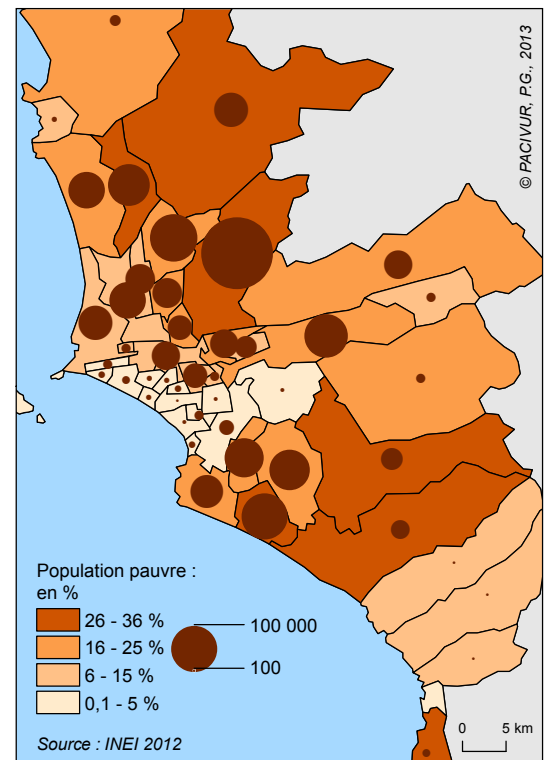 © PACIVUR, P.G., 2013
Population pauvre :
en %
26 - 36 %
16 - 25 %
6 - 15 %
0,1 - 5 %
100 000
100
Source : INEI 2012
0 5 km